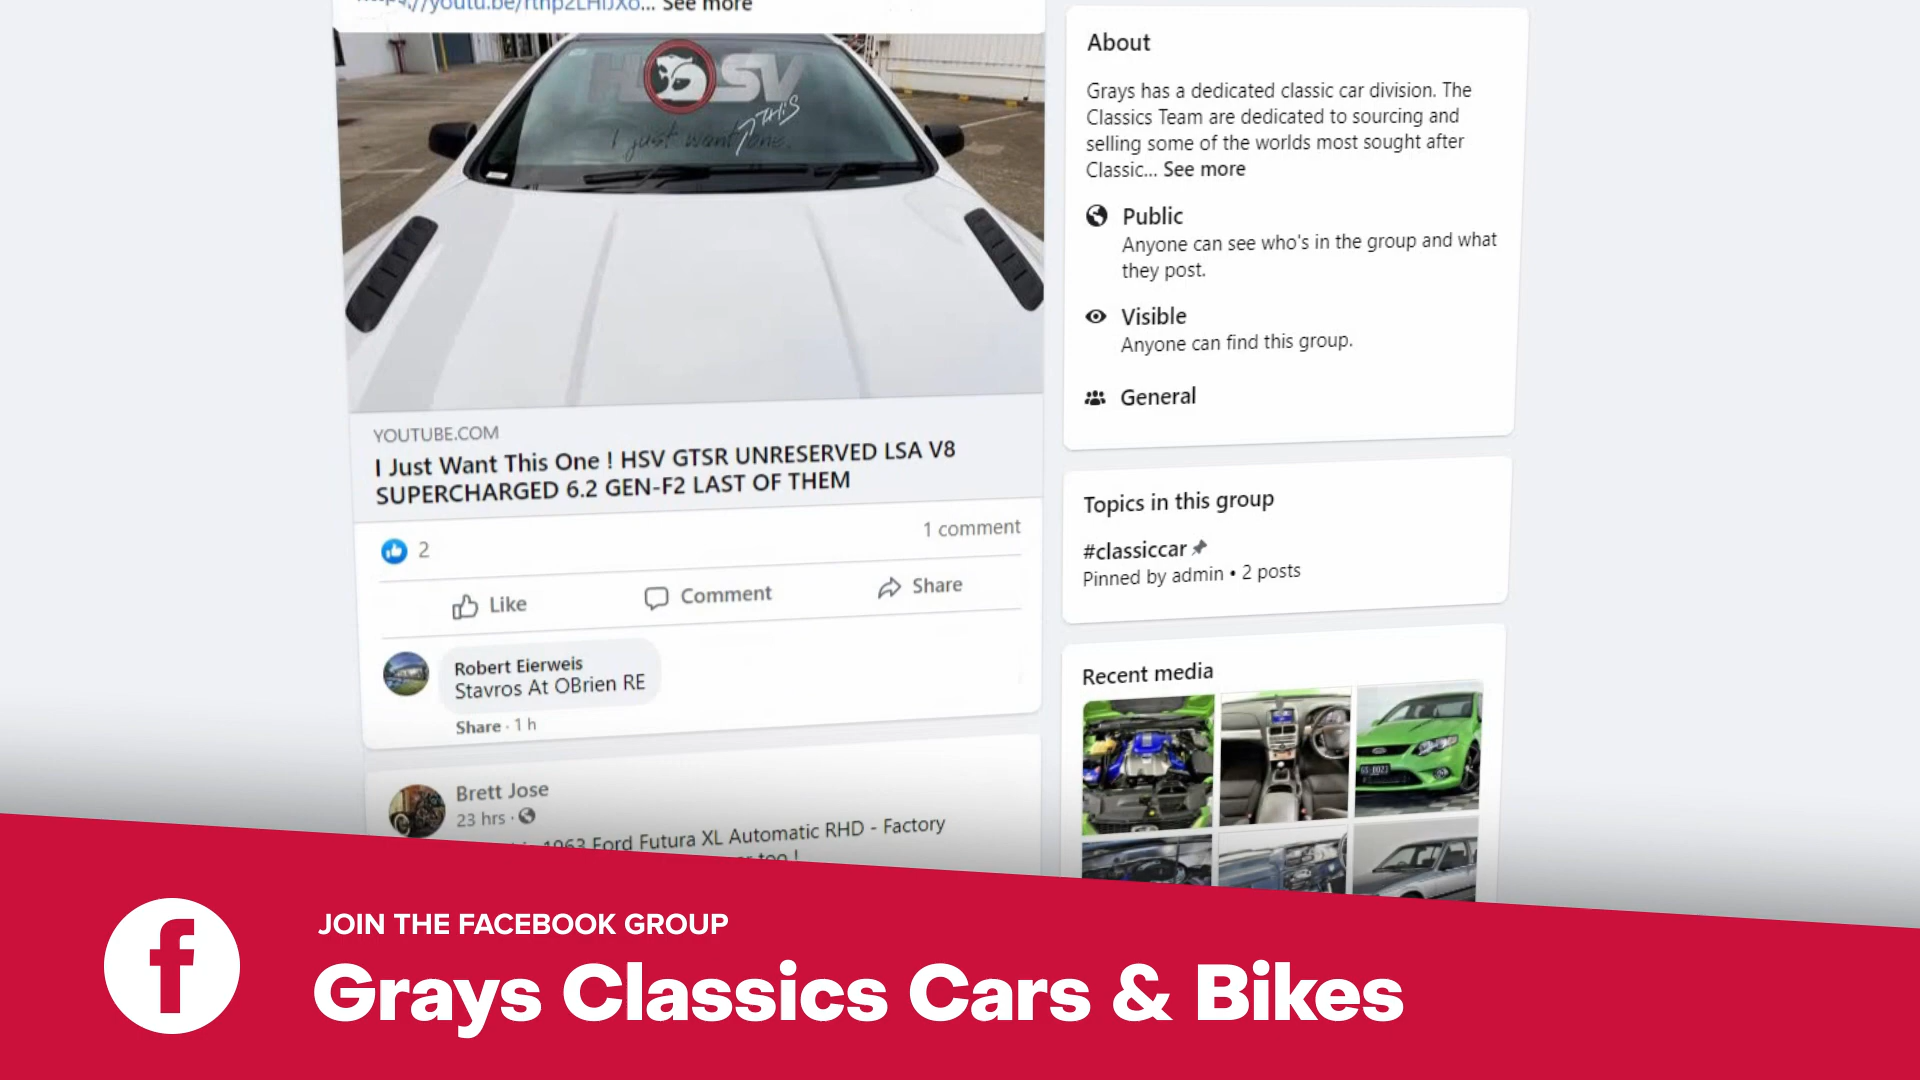 See more
HSV
THIS
I just want one.
YOUTUBE.COM
I Just Want This One ! HSV GTSR UNRESERVED LSA V8
SUPERCHARGED 6.2 GEN-F2 LAST OF THEM
2
1 comment
Like
Comment
Share
Robert Eierweis
Stavros At OBrien RE
Share · 1 h
Brett Jose
23 hrs ·
1963 Ford Futura XL Automatic RHD - Factory
too !
About
Grays has a dedicated classic car division. The
Classics Team are dedicated to sourcing and
selling some of the worlds most sought after
Classic... See more
Public
Anyone can see who's in the group and what
they post.
Visible
Anyone can find this group.
General
Topics in this group
#classiccar
Pinned by admin • 2 posts
Recent media
JOIN THE FACEBOOK GROUP
Grays Classics Cars & Bikes